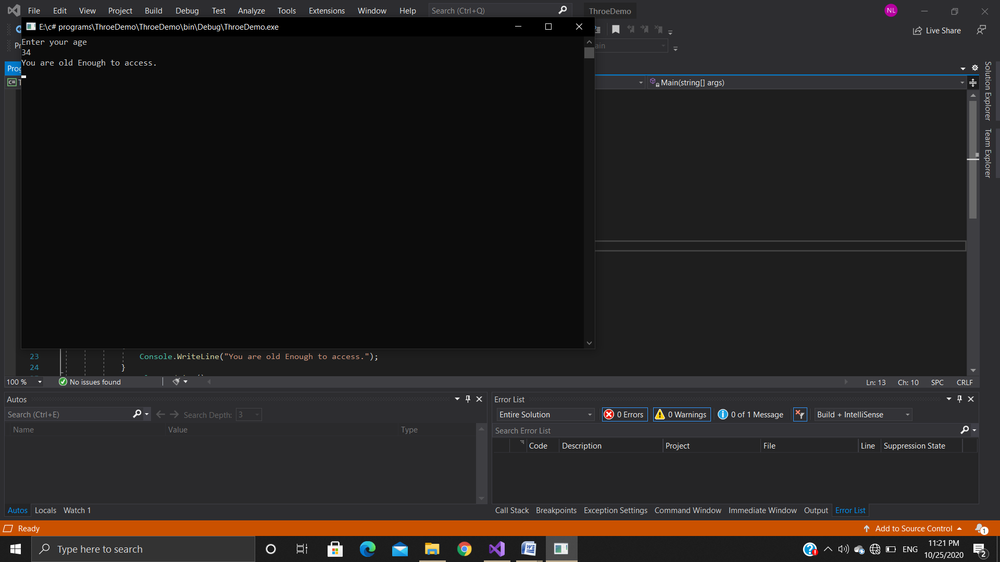 File Edit View Project Build Debug Test Analyze Tools Extensions Window Help Search (Ctrl+Q) ThroeDemo NL
E:\c# programs\ThroeDemo\ThroeDemo\bin\Debug\ThroeDemo.exe
Live Share
Enter your age
34
You are old Enough to access.
Main(string[] args)
Solution Explorer
Team Explorer
23 Console.WriteLine("You are old Enough to access.");
24 }
100 % No issues found Ln: 13 Ch: 10 SPC CRLF
Autos
Search (Ctrl+E) Search Depth: 3
Name Value Type
Autos Locals Watch 1
Error List
Entire Solution 0 Errors 0 Warnings 0 of 1 Message Build + IntelliSense
Search Error List
Code Description Project File Line Suppression State
Call Stack Breakpoints Exception Settings Command Window Immediate Window Output Error List
Ready Add to Source Control 1
Type here to search ENG 11:21 PM
10/25/2020 2